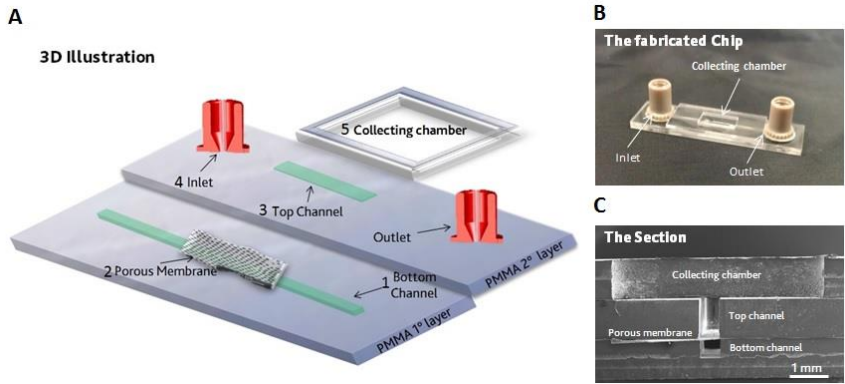 A
3D Illustration
5 Collecting chamber
4 Inlet
3 Top Channel
Outlet
2 Porous Membrane
1 Bottom
Channel
PMMA 2° layer
PMMA 1° layer
B
The fabricated Chip
Collecting chamber
Inlet
Outlet
C
The Section
Collecting chamber
Top channel
Porous membrane
Bottom channel
1 mm